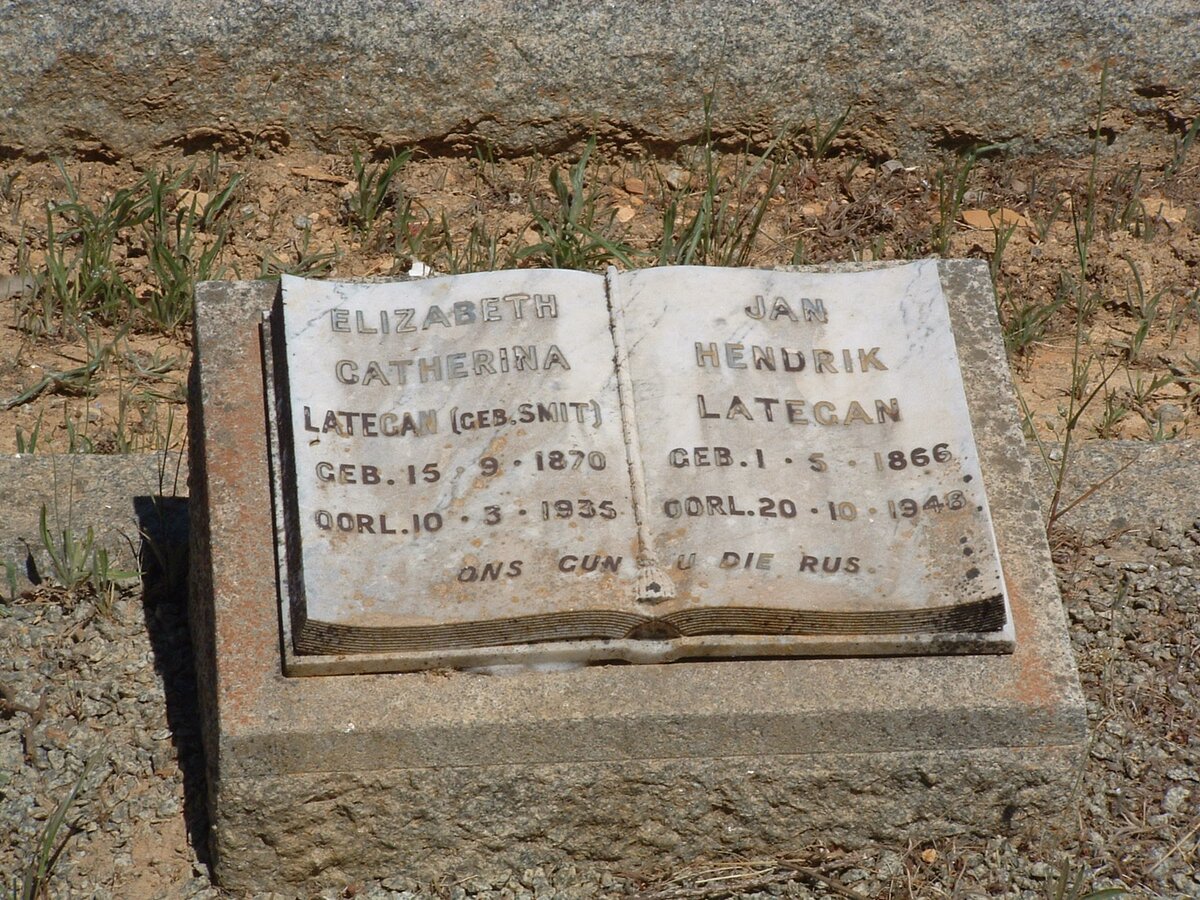 ELIZABETH
CATHERINA
LATEGAN (GEB. SMIT)
GEB. 15 · 9 · 1870
OORL. 10 · 3 · 1935
JAN
HENDRIK
LATEGAN
GEB. 1 · 5 · 1866
OORL. 20 · 10 · 1946.
ONS GUN U DIE RUS.